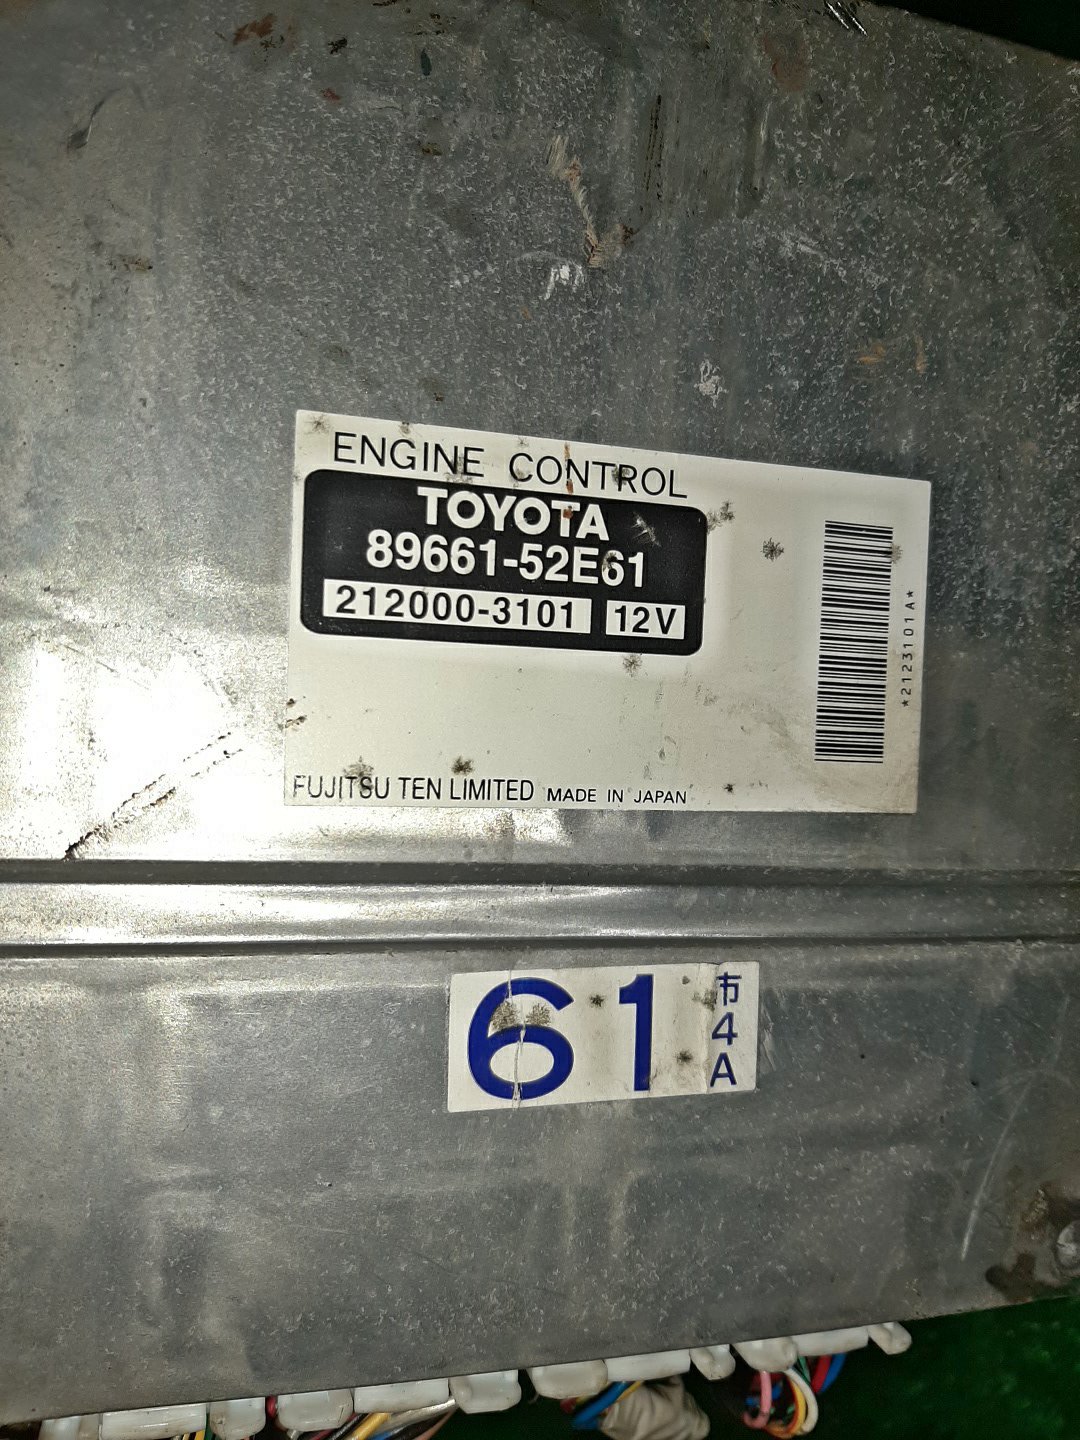 ENGINE CONTROL
TOYOTA
89661-52E61
212000-3101 12V
*2123101A*
FUJITSU TEN LIMITED MADE IN JAPAN
61
市
4
A